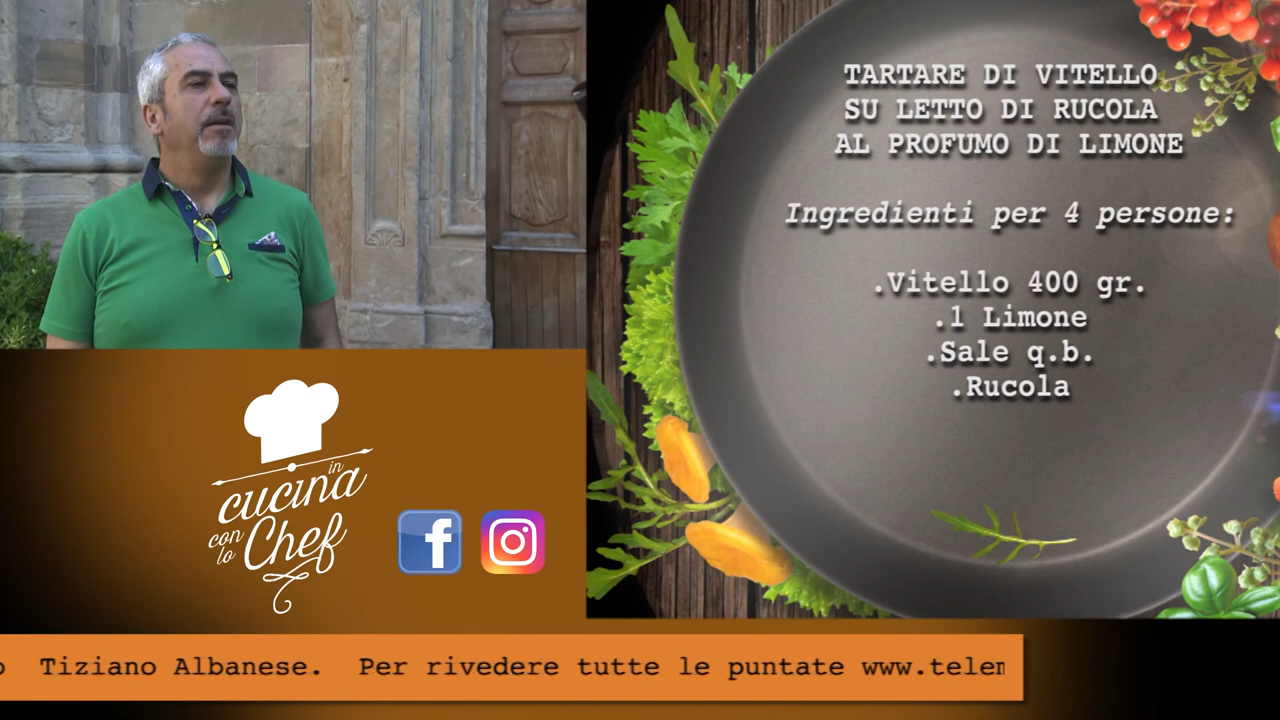 TARTARE DI VITELLO
SU LETTO DI RUCOLA
AL PROFUMO DI LIMONE
Ingredienti per 4 persone:
.Vitello 400 gr.
.1 Limone
.Sale q.b.
.Rucola
in
cucina
con
lo
Chef
f
Tiziano Albanese. Per rivedere tutte le puntate www.telem